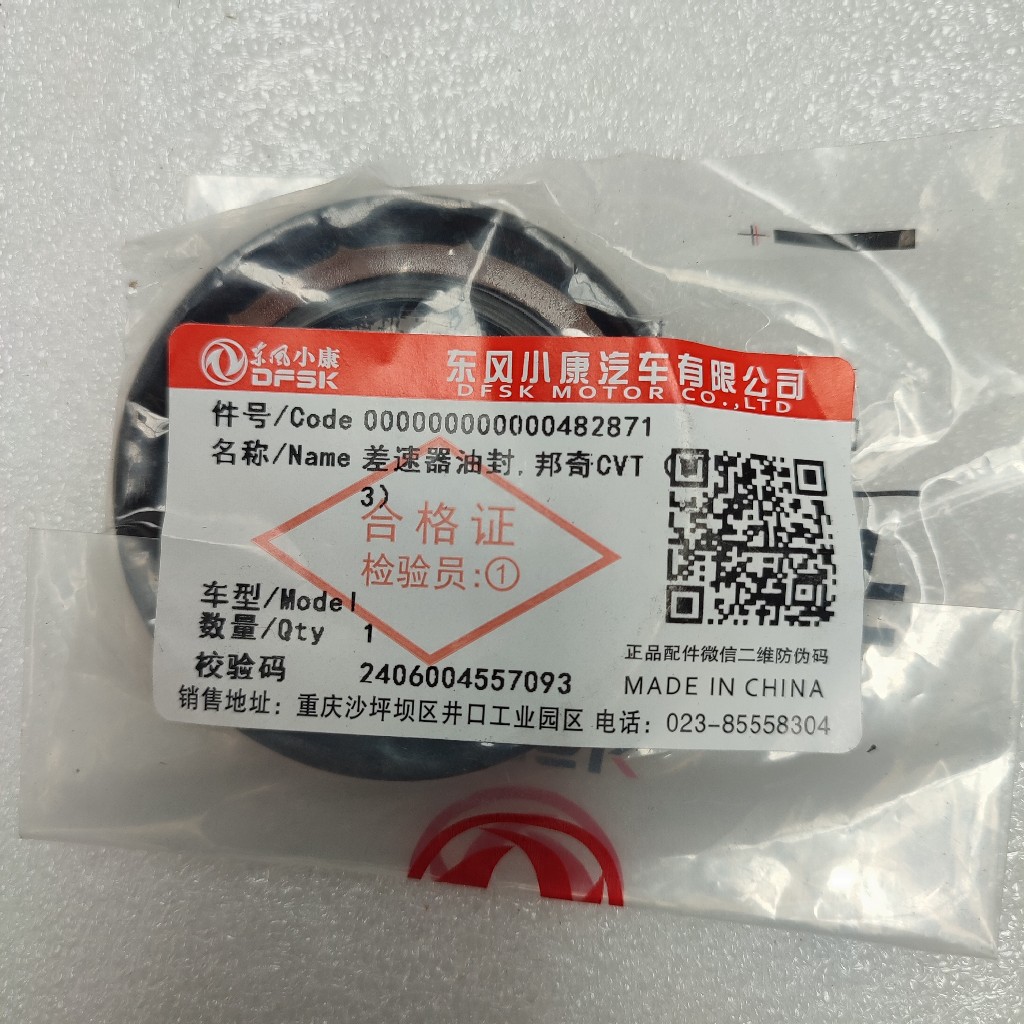 东风小康
DFSK
东风小康汽车有限公司
DFSK MOTOR CO.,LTD
件号/Code 000000000000482871
名称/Name 差速器油封,邦奇CVT (
3)
合格证
检验员:①
车型/Model
数量/Qty 1
校验码 2406004557093
正品配件微信二维防伪码
MADE IN CHINA
销售地址: 重庆沙坪坝区井口工业园区 电话: 023-85558304